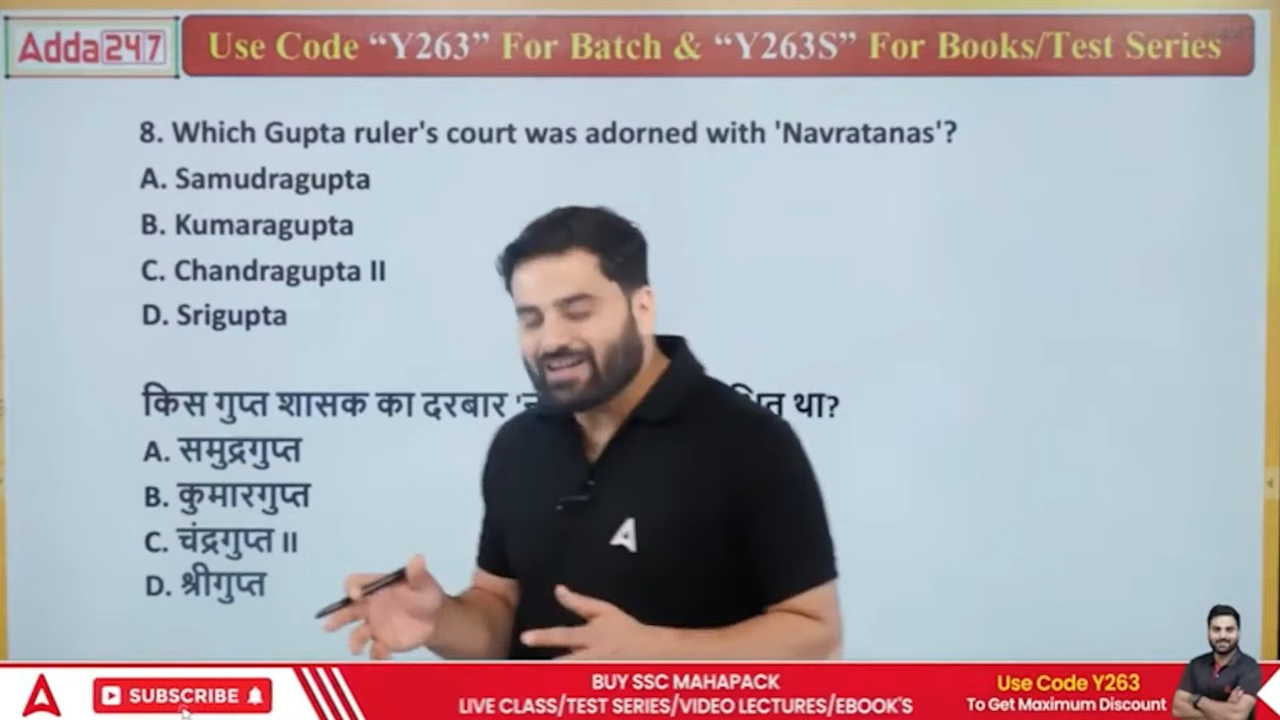 Adda247
Use Code “Y263” For Batch & “Y263S” For Books/Test Series
8. Which Gupta ruler's court was adorned with 'Navratanas'?
A. Samudragupta
B. Kumaragupta
C. Chandragupta II
D. Srigupta
किस गुप्त शासक का दरबार था?
A. समुद्रगुप्त
B. कुमारगुप्त
C. चंद्रगुप्त II
D. श्रीगुप्त
A
SUBSCRIBE
BUY SSC MAHAPACK
LIVE CLASS/TEST SERIES/VIDEO LECTURES/EBOOK'S
Use Code Y263
To Get Maximum Discount